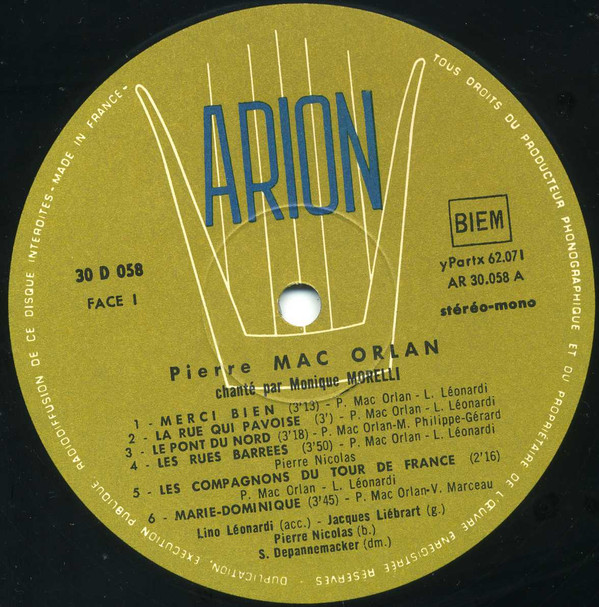 TOUS DROITS DU PRODUCTEUR PHONOGRAPHIQUE ET DU PROPRIÉTAIRE DE L'ŒUVRE ENREGISTRÉE RÉSERVÉS - DUPLICATION, EXÉCUTION PUBLIQUE RADIODIFFUSION DE CE DISQUE INTERDITES - MADE IN FRANCE -
ARION
BIEM
30 D 058
FACE 1
yPartx 62.071
AR 30.058 A
stéréo-mono
Pierre MAC ORLAN
chanté par Monique MORELLI
1 - MERCI BIEN (3'13) - P. Mac Orlan - L. Léonardi
2 - LA RUE QUI PAVOISE (3') - P. Mac Orlan - L. Léonardi
3 - LE PONT DU NORD (3'18) - P. Mac Orlan-M. Philippe-Gérard
4 - LES RUES BARREES (3'50) - P. Mac Orlan - L. Léonardi
Pierre Nicolas
5 - LES COMPAGNONS DU TOUR DE FRANCE (2'16)
P. Mac Orlan - L. Léonardi
6 - MARIE-DOMINIQUE (3'45) - P. Mac Orlan-V. Marceau
Lino Léonardi (acc.) - Jacques Liébrart (g.)
Pierre Nicolas (b.)
S. Depannemacker (dm.)